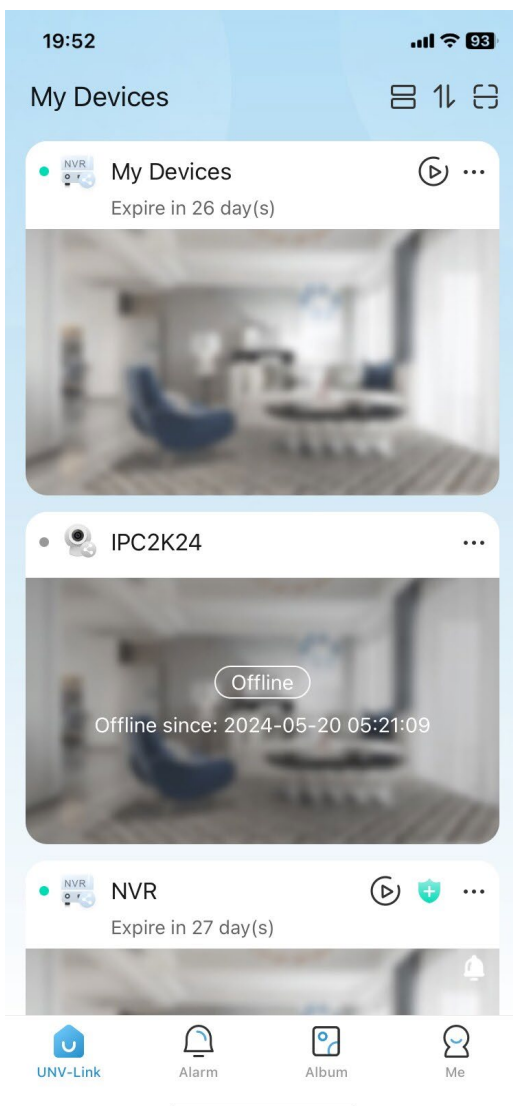 19:52
93
My Devices
NVR
My Devices
Expire in 26 day(s)
IPC2K24
Offline
Offline since: 2024-05-20 05:21:09
NVR
NVR
Expire in 27 day(s)
UNV-Link
Alarm
Album
Me